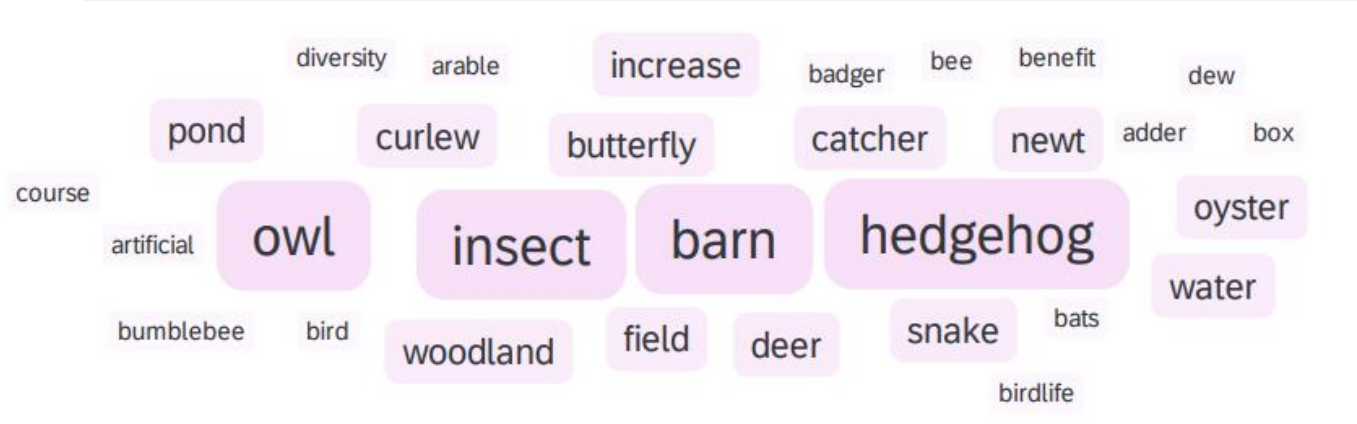 diversity arable increase badger bee benefit dew
pond curlew butterfly catcher newt adder box
course owl insect barn hedgehog oyster
artificial water
bumblebee bird woodland field deer snake bats
birdlife